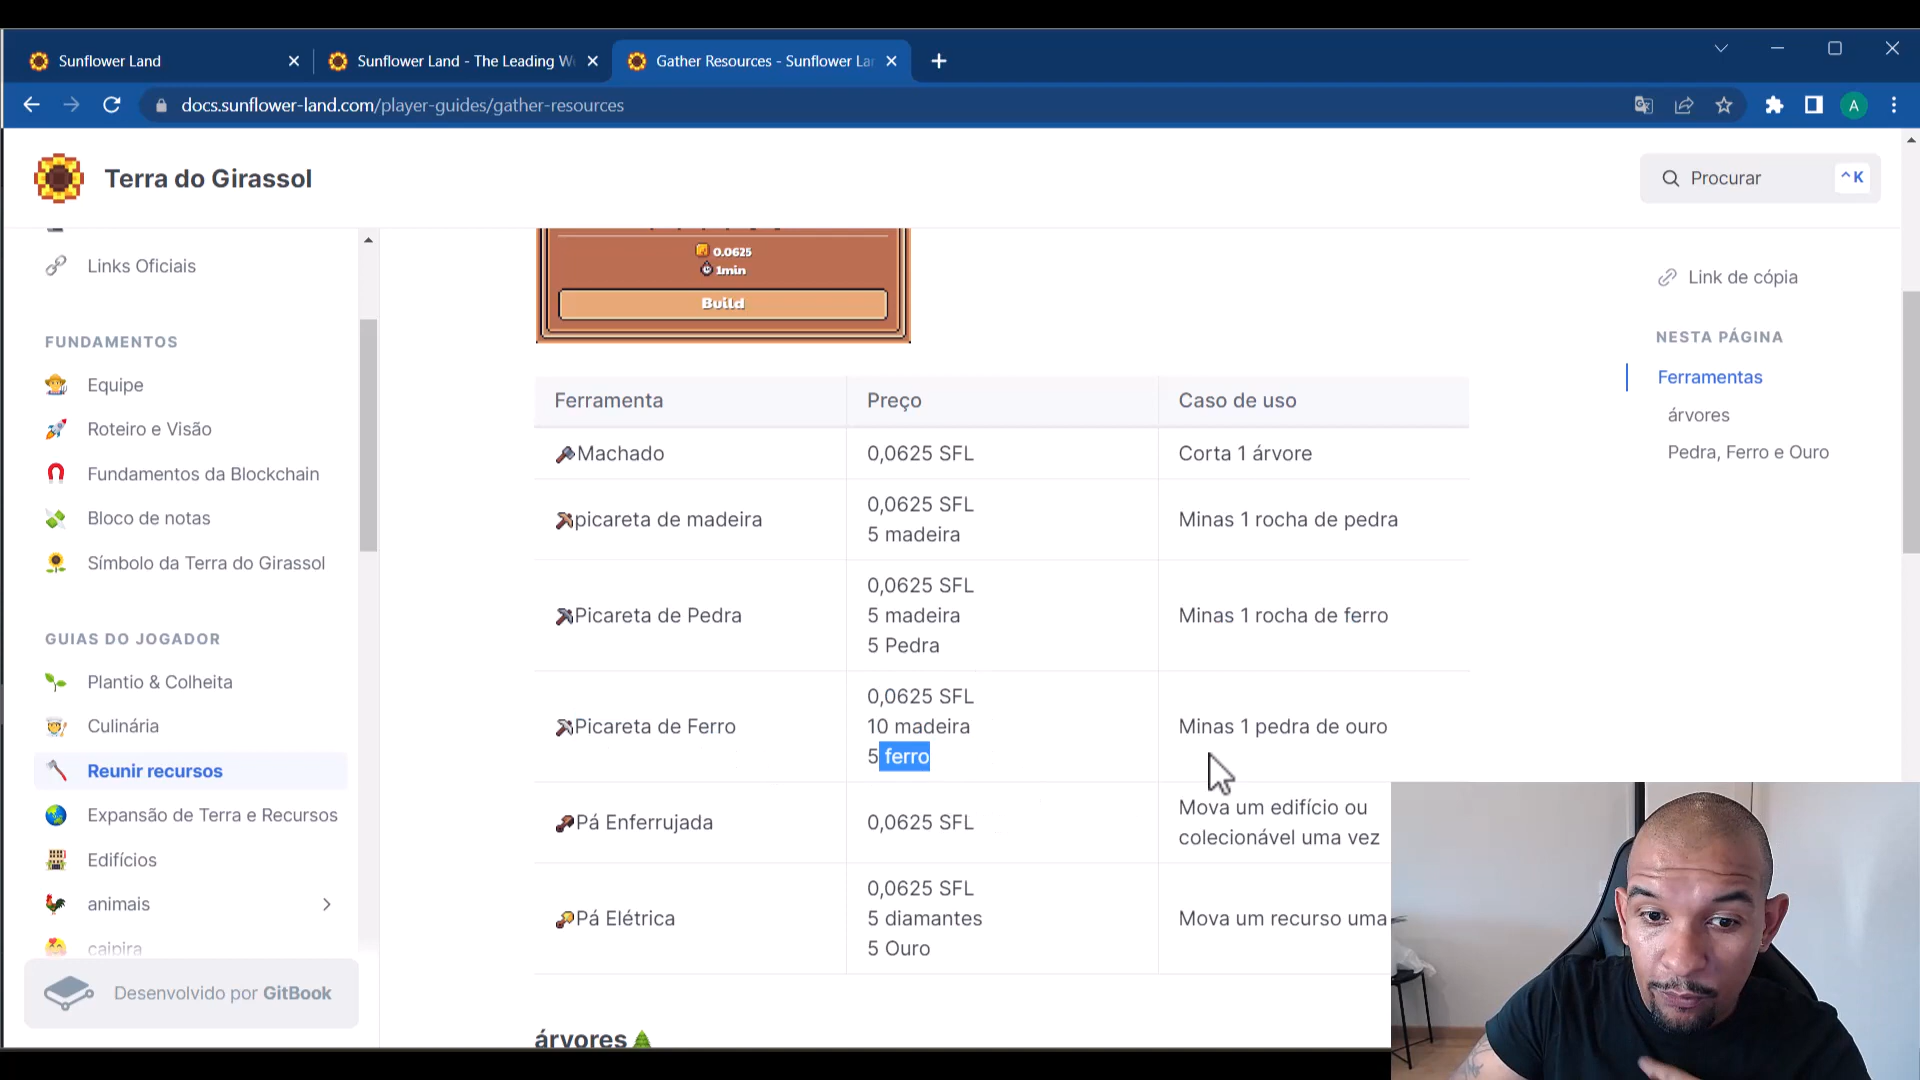 Sunflower Land
Sunflower Land - The Leading W
Gather Resources - Sunflower La
docs.sunflower-land.com/player-guides/gather-resources
A
Terra do Girassol
Procurar
^K
Links Oficiais
FUNDAMENTOS
Equipe
Roteiro e Visão
Fundamentos da Blockchain
Bloco de notas
Símbolo da Terra do Girassol
GUIAS DO JOGADOR
Plantio & Colheita
Culinária
Reunir recursos
Expansão de Terra e Recursos
Edifícios
animais
caipira
Desenvolvido por GitBook
0.0625
1min
Build
Ferramenta Preço Caso de uso
Machado 0,0625 SFL Corta 1 árvore
picareta de madeira 0,0625 SFL
5 madeira Minas 1 rocha de pedra
Picareta de Pedra 0,0625 SFL
5 madeira
5 Pedra Minas 1 rocha de ferro
Picareta de Ferro 0,0625 SFL
10 madeira
5 ferro Minas 1 pedra de ouro
Pá Enferrujada 0,0625 SFL Mova um edifício ou
colecionável uma vez
Pá Elétrica 0,0625 SFL
5 diamantes
5 Ouro Mova um recurso uma
árvores
Link de cópia
NESTA PÁGINA
Ferramentas
árvores
Pedra, Ferro e Ouro